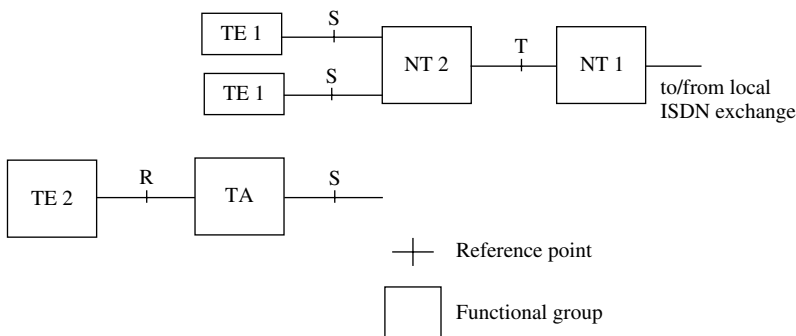 TE 1
S
TE 1
S
NT 2
T
NT 1
to/from local
ISDN exchange
TE 2
R
TA
S
Reference point
Functional group